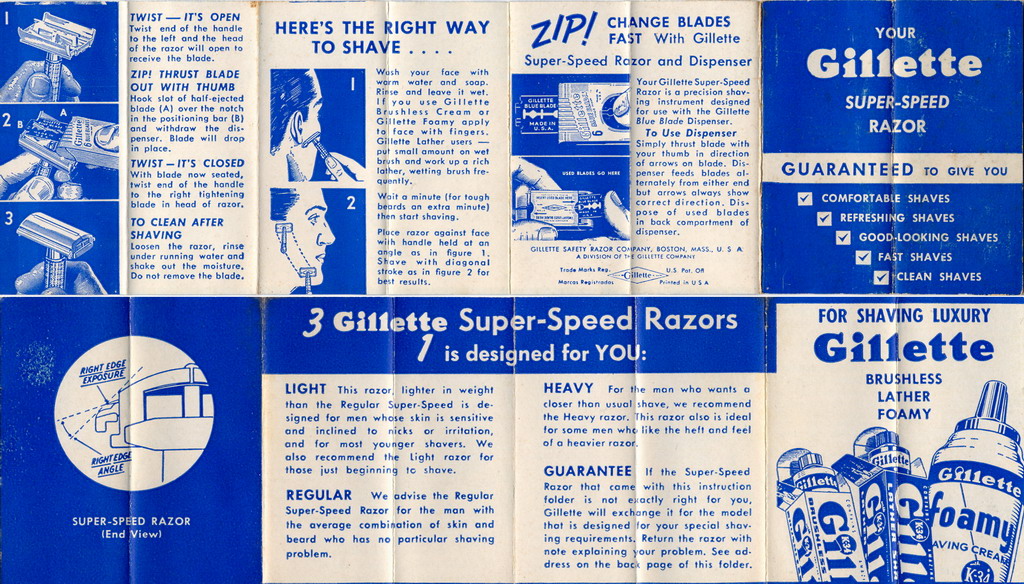 1
TWIST — IT'S OPEN
Twist end of the handle
to the left and the head
of the razor will open to
receive the blade.
ZIP! THRUST BLADE
OUT WITH THUMB
Hook slot of half-ejected
blade (A) over the notch
in the positioning bar (B)
and withdraw the dis-
penser. Blade will drop
in place.
2
B
A
TWIST — IT'S CLOSED
With blade now seated,
twist end of the handle
to the right tightening
blade in head of razor.
3
TO CLEAN AFTER
SHAVING
Loosen the razor, rinse
under running water and
shake out the moisture.
Do not remove the blade.
HERE'S THE RIGHT WAY
TO SHAVE . . . .
1
Wash your face with
warm water and soap.
Rinse and leave it wet.
If you use Gillette
Brushless Cream or
Gillette Foamy apply
to face with fingers.
Gillette Lather users —
put small amount on wet
brush and work up a rich
lather, wetting brush fre-
quently.
2
Wait a minute (for tough
beards an extra minute)
then start shaving.
Place razor against face
with handle held at an
angle as in figure 1.
Shave with diagonal
stroke as in figure 2 for
best results.
ZIP! CHANGE BLADES
FAST With Gillette
Super-Speed Razor and Dispenser
GILLETTE
BLUE BLADE
MADE IN
U.S.A.
Your Gillette Super-Speed
Razor is a precision shav-
ing instrument designed
for use with the Gillette
Blue Blade Dispenser.
To Use Dispenser
Simply thrust blade with
your thumb in direction
of arrows on blade. Dis-
penser feeds blades al-
ternately from either end
but arrows always show
correct direction. Dis-
pose of used blades
in back compartment of
dispenser.
USED BLADES GO HERE
GILLETTE SAFETY RAZOR COMPANY, BOSTON, MASS., U. S. A.
A DIVISION OF THE GILLETTE COMPANY
Trade Marks Reg. Gillette U.S. Pat. Off
Marcas Registradas Printed in U S A
YOUR
Gillette
SUPER-SPEED
RAZOR
GUARANTEED TO GIVE YOU
COMFORTABLE SHAVES
REFRESHING SHAVES
GOOD-LOOKING SHAVES
FAST SHAVES
CLEAN SHAVES
RIGHT EDGE
EXPOSURE
RIGHT EDGE
ANGLE
SUPER-SPEED RAZOR
(End View)
3 Gillette Super-Speed Razors
1 is designed for YOU:
LIGHT This razor, lighter in weight
than the Regular Super-Speed is de-
signed for men whose skin is sensitive
and inclined to nicks or irritation,
and for most younger shavers. We
also recommend the Light razor for
those just beginning to shave.
REGULAR We advise the Regular
Super-Speed Razor for the man with
the average combination of skin and
beard who has no particular shaving
problem.
HEAVY For the man who wants a
closer than usual shave, we recommend
the Heavy razor. This razor also is ideal
for some men who like the heft and feel
of a heavier razor.
GUARANTEE If the Super-Speed
Razor that came with this instruction
folder is not exactly right for you,
Gillette will exchange it for the model
that is designed for your special shav-
ing requirements. Return the razor with
note explaining your problem. See ad-
dress on the back page of this folder.
FOR SHAVING LUXURY
Gillette
BRUSHLESS
LATHER
FOAMY
Gillette
Gillette
Gillette
foamy
K34